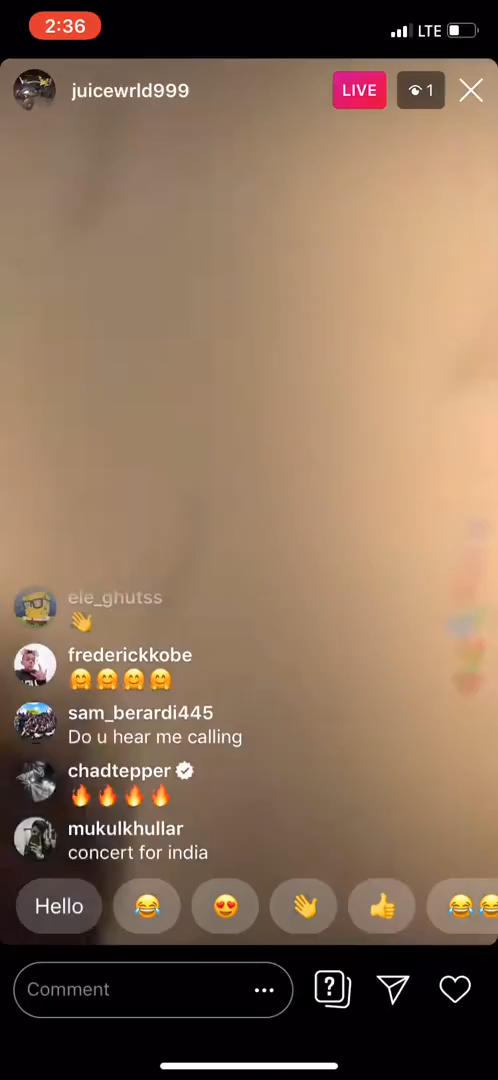 2:36
LTE
juicewrld999
LIVE
1
ele_ghutss
👋
frederickkobe
🤗🤗🤗🤗
sam_berardi445
Do u hear me calling
chadtepper
🔥🔥🔥🔥
mukulkhullar
concert for india
Hello 😂 😍 👋 👍 😂😂
Comment